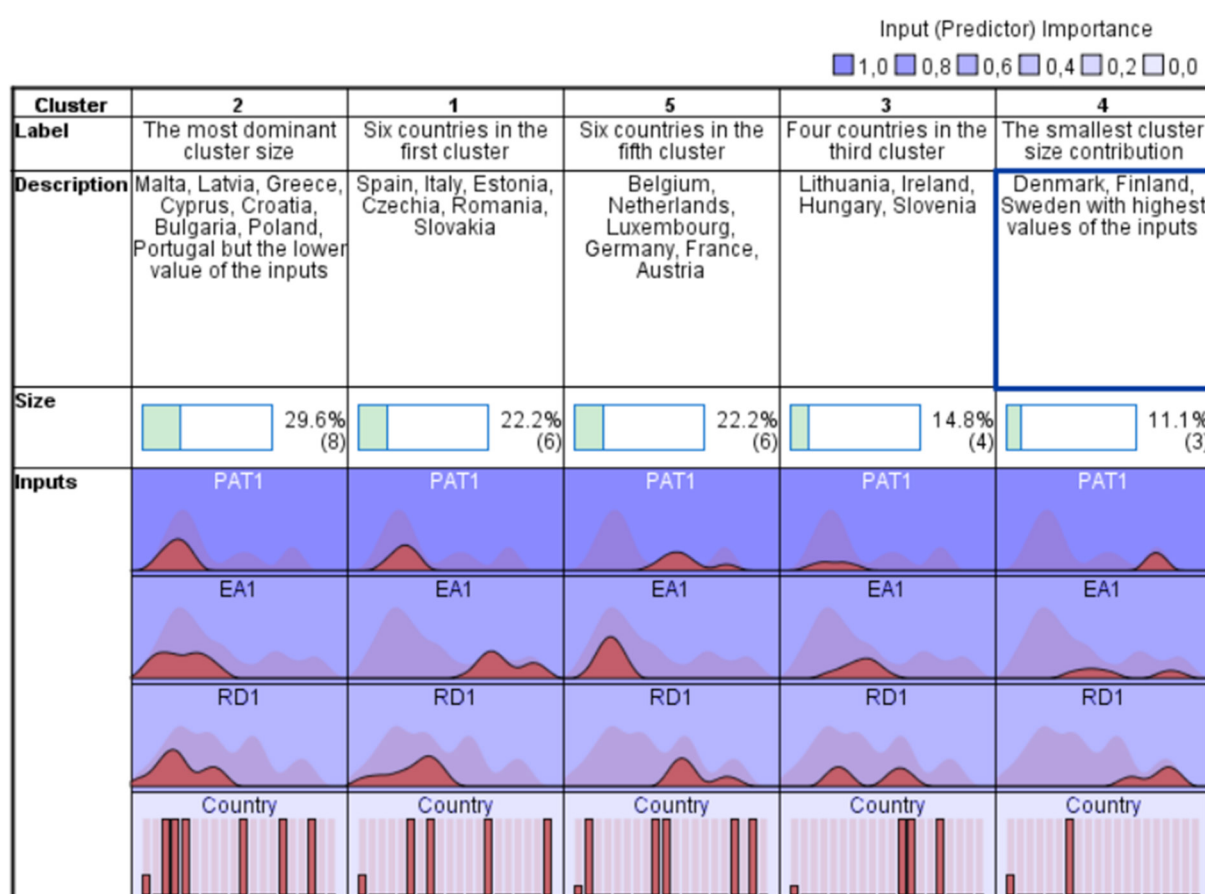 Input (Predictor) Importance
1,0 0,8 0,6 0,4 0,2 0,0
Cluster 2 1 5 3 4
Label
The most dominant
cluster size
Six countries in the
first cluster
Six countries in the
fifth cluster
Four countries in the
third cluster
The smallest cluster
size contribution
Description
Malta, Latvia, Greece,
Cyprus, Croatia,
Bulgaria, Poland,
Portugal but the lower
value of the inputs
Spain, Italy, Estonia,
Czechia, Romania,
Slovakia
Belgium,
Netherlands,
Luxembourg,
Germany, France,
Austria
Lithuania, Ireland,
Hungary, Slovenia
Denmark, Finland,
Sweden with highest
values of the inputs
Size
29.6%
(8)
22.2%
(6)
22.2%
(6)
14.8%
(4)
11.1%
(3)
Inputs
PAT1 PAT1 PAT1 PAT1 PAT1
EA1 EA1 EA1 EA1 EA1
RD1 RD1 RD1 RD1 RD1
Country Country Country Country Country